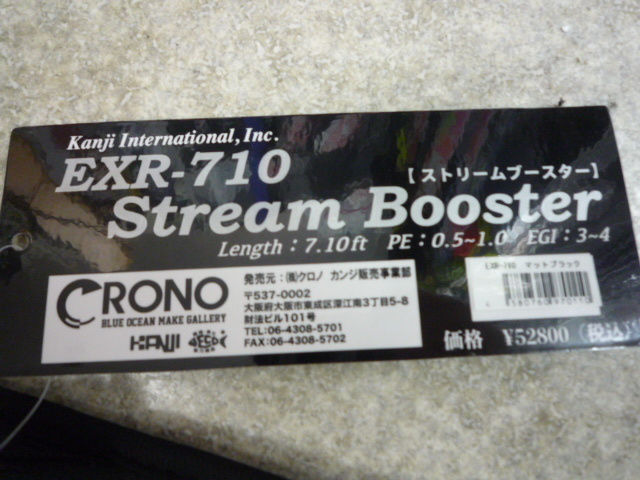 Kanji International, Inc.
EXR-710
【ストリームブースター】
Stream Booster
Length : 7.10ft PE : 0.5~1.0 EGI : 3~4
CRONO
BLUE OCEAN MAKE GALLERY
KANJI
発売元：㈲クロノ カンジ販売事業部
〒537-0002
大阪府大阪市東成区深江南3丁目5-8
財法ビル101号
TEL:06-4308-5701
FAX:06-4308-5702
EXR-710 マットブラック
4580760970110
価格 ¥52800(税込)